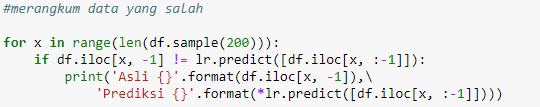 #merangkum data yang salah
for x in range(len(df.sample(200))):
    if df.iloc[x, -1] != lr.predict([df.iloc[x, :-1]]):
        print('Asli {}'.format(df.iloc[x, -1]),\
            'Prediksi {}'.format(*lr.predict([df.iloc[x, :-1]])))